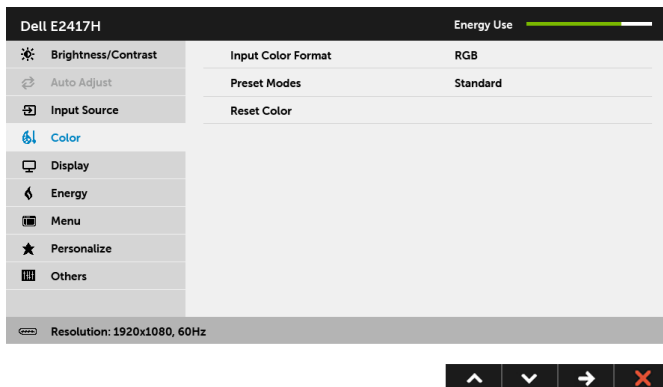 Dell E2417H Energy Use
Brightness/Contrast Input Color Format RGB
Auto Adjust Preset Modes Standard
Input Source Reset Color
Color
Display
Energy
Menu
Personalize
Others
Resolution: 1920x1080, 60Hz